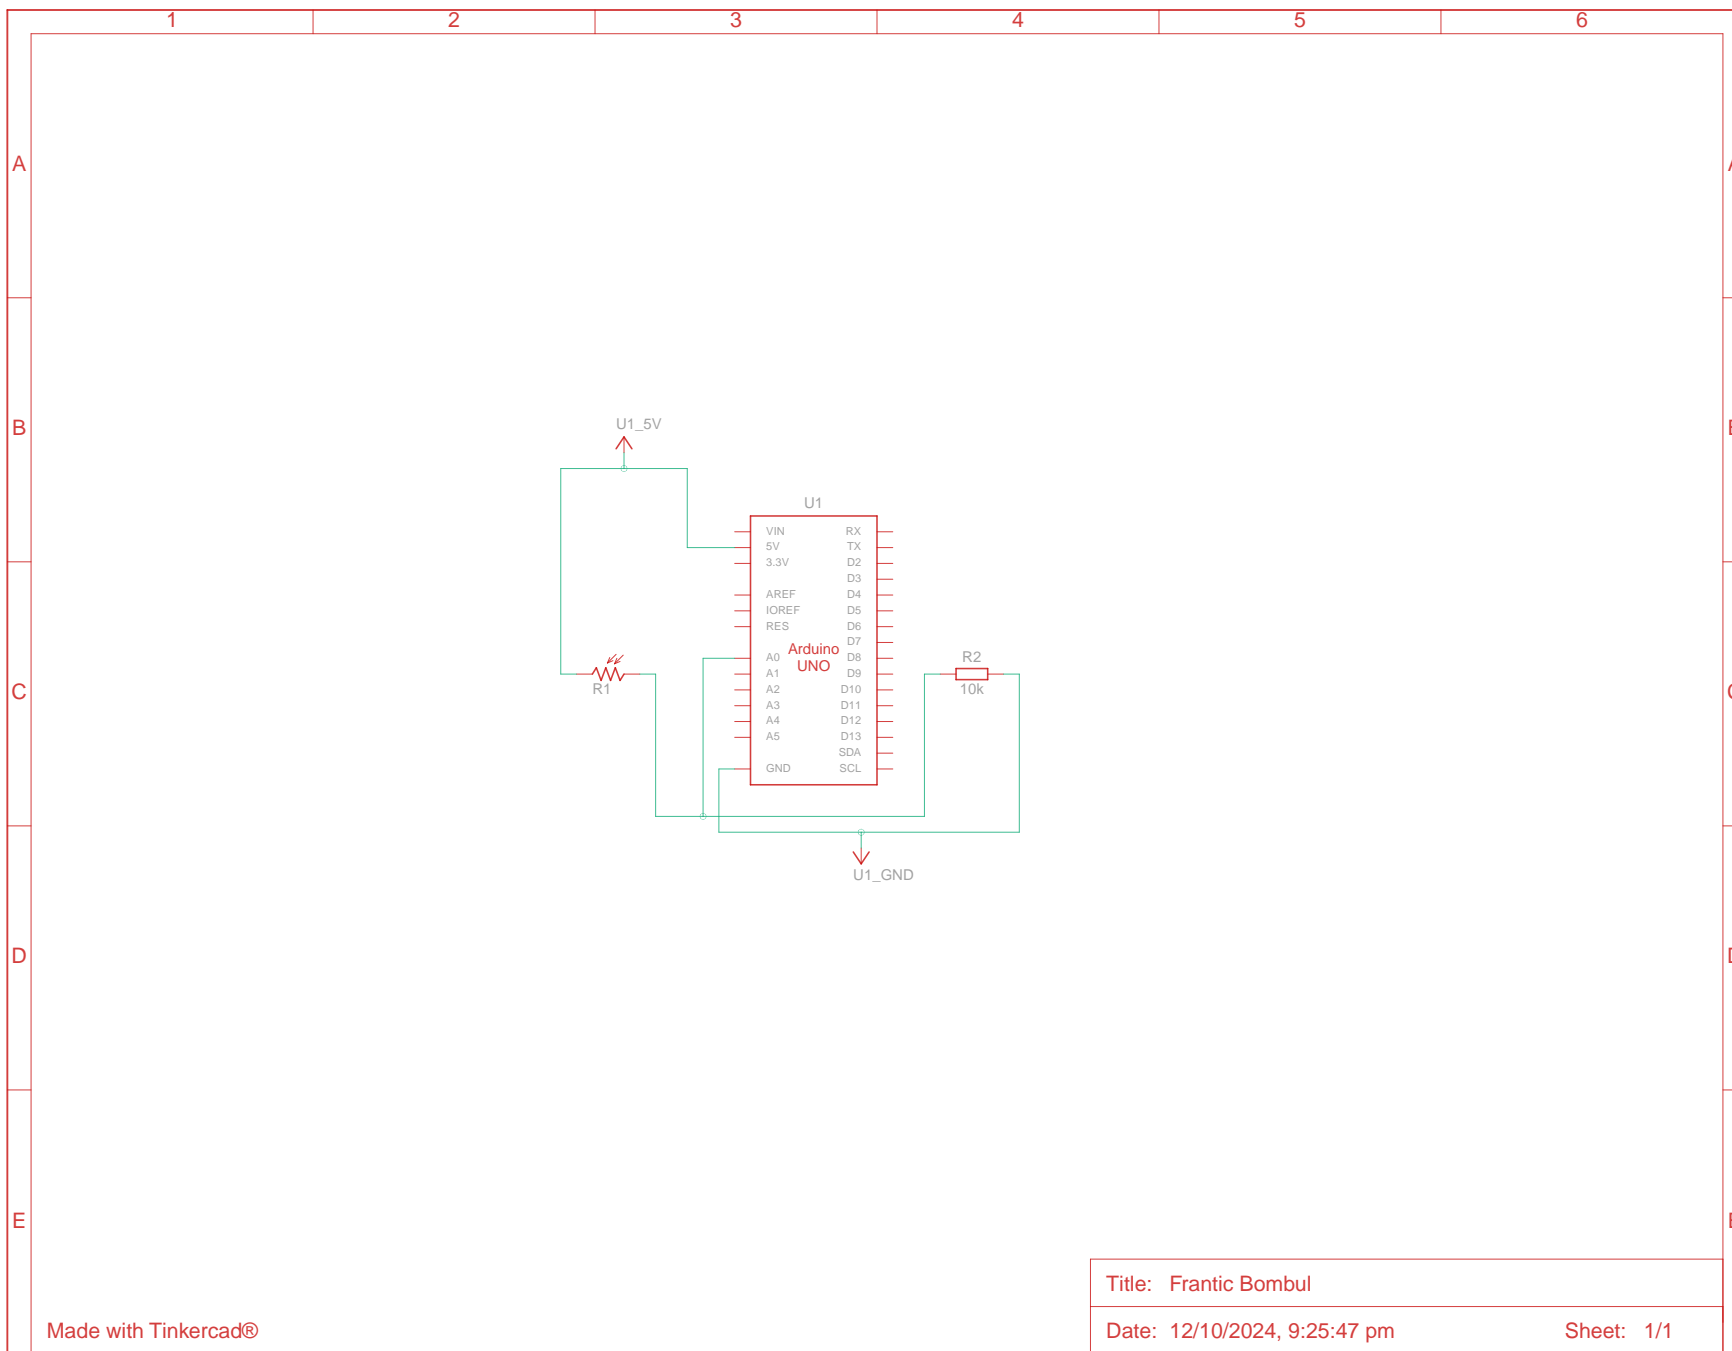 1 2 3 4 5 6
A A
B
U1_5V
U1
VIN RX
5V TX
3.3V D2
D3
AREF D4
IOREF D5
RES D6
D7
Arduino
A0 D8
UNO
A1 D9
A2 D10
A3 D11
A4 D12
A5 D13
SDA
GND SCL
R2
C
R1
10k
U1_GND
D
E
Title: Frantic Bombul
Made with Tinkercad®
Date: 12/10/2024, 9:25:47 pm Sheet: 1/1